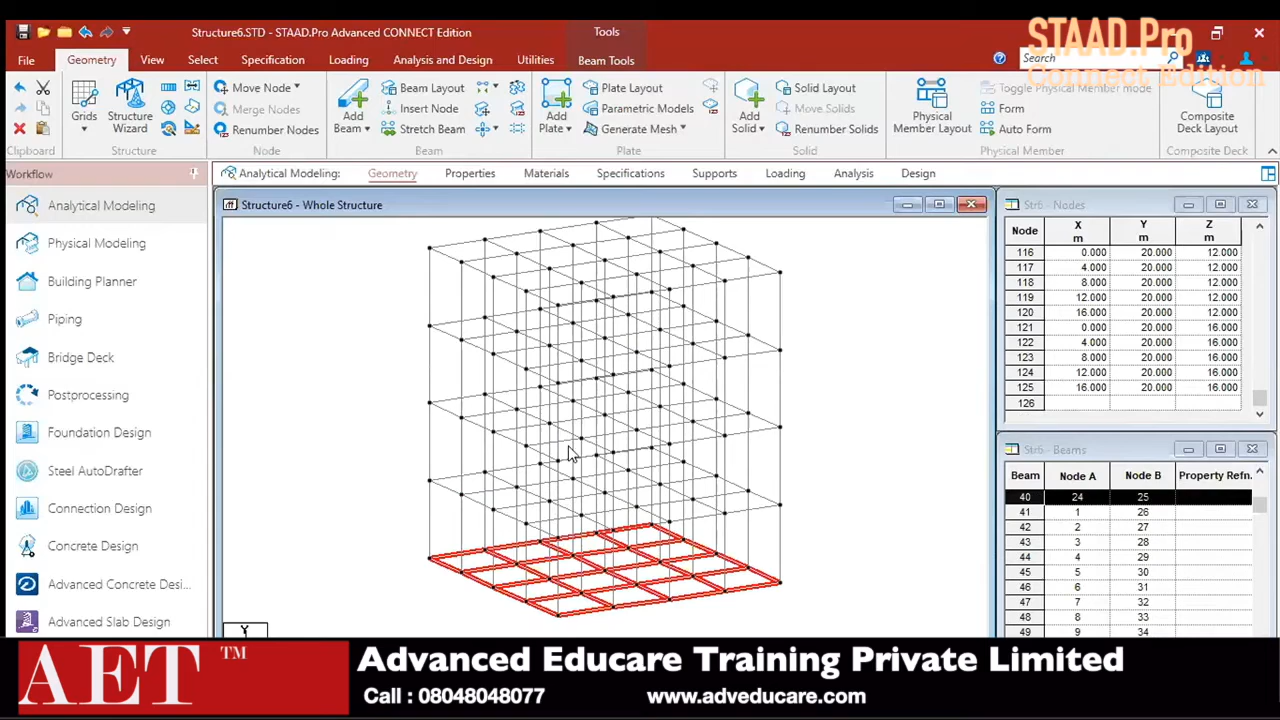 Structure6.STD - STAAD.Pro Advanced CONNECT Edition
Tools
STAAD.Pro
Connect Edition
File
Geometry
View
Select
Specification
Loading
Analysis and Design
Utilities
Beam Tools
Search
Grids
Structure Wizard
Move Node
Merge Nodes
Renumber Nodes
Add Beam
Beam Layout
Insert Node
Stretch Beam
Add Plate
Plate Layout
Parametric Models
Generate Mesh
Add Solid
Solid Layout
Move Solids
Renumber Solids
Physical Member Layout
Toggle Physical Member mode
Form
Auto Form
Composite Deck Layout
Clipboard
Structure
Node
Beam
Plate
Solid
Physical Member
Composite Deck
Workflow
Analytical Modeling:
Geometry
Properties
Materials
Specifications
Supports
Loading
Analysis
Design
Analytical Modeling
Physical Modeling
Building Planner
Piping
Bridge Deck
Postprocessing
Foundation Design
Steel AutoDrafter
Connection Design
Concrete Design
Advanced Concrete Desi...
Advanced Slab Design
Structure6 - Whole Structure
Y
Str6 - Nodes
Node X m Y m Z m
116 0.000 20.000 12.000
117 4.000 20.000 12.000
118 8.000 20.000 12.000
119 12.000 20.000 12.000
120 16.000 20.000 12.000
121 0.000 20.000 16.000
122 4.000 20.000 16.000
123 8.000 20.000 16.000
124 12.000 20.000 16.000
125 16.000 20.000 16.000
126
Str6 - Beams
Beam Node A Node B Property Refn.
40 24 25
41 1 26
42 2 27
43 3 28
44 4 29
45 5 30
46 6 31
47 7 32
48 8 33
49 9 34
AET ™
Advanced Educare Training Private Limited
Call : 08048048077 www.adveducare.com